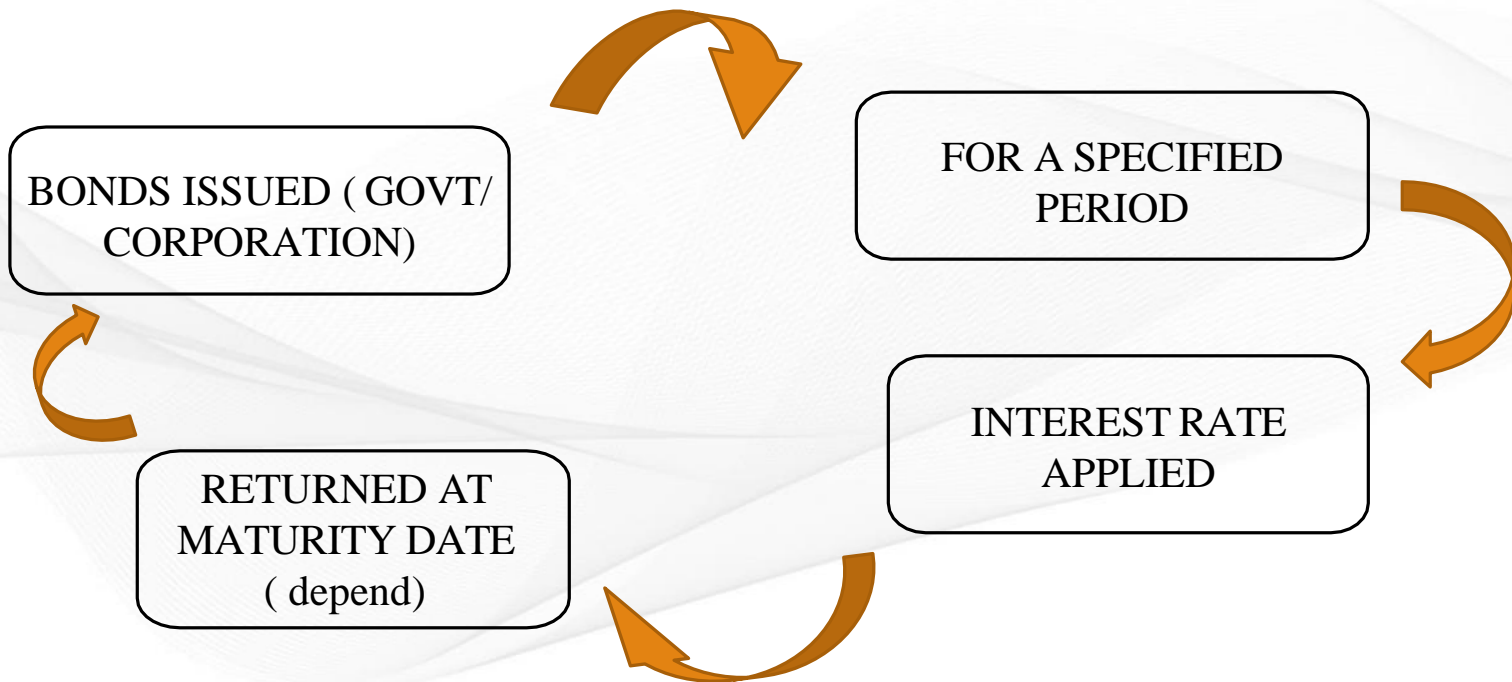 BONDS ISSUED ( GOVT/
CORPORATION)
FOR A SPECIFIED
PERIOD
INTEREST RATE
APPLIED
RETURNED AT
MATURITY DATE
( depend)